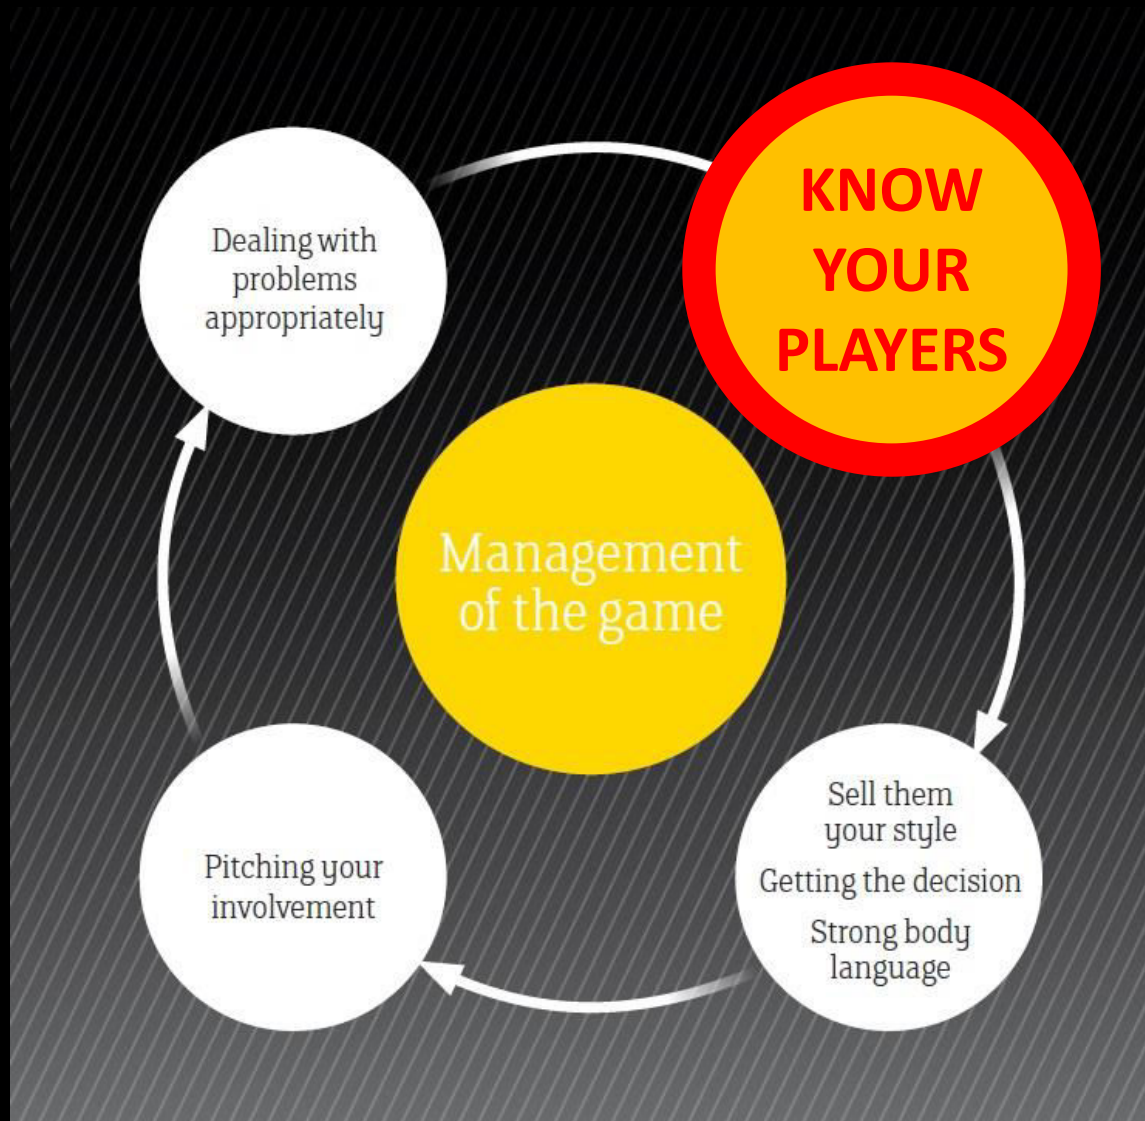 KNOW
YOUR
PLAYERS
Dealing with
problems
appropriately
Management
of the game
Sell them
your style
Getting the decision
Strong body
language
Pitching your
involvement